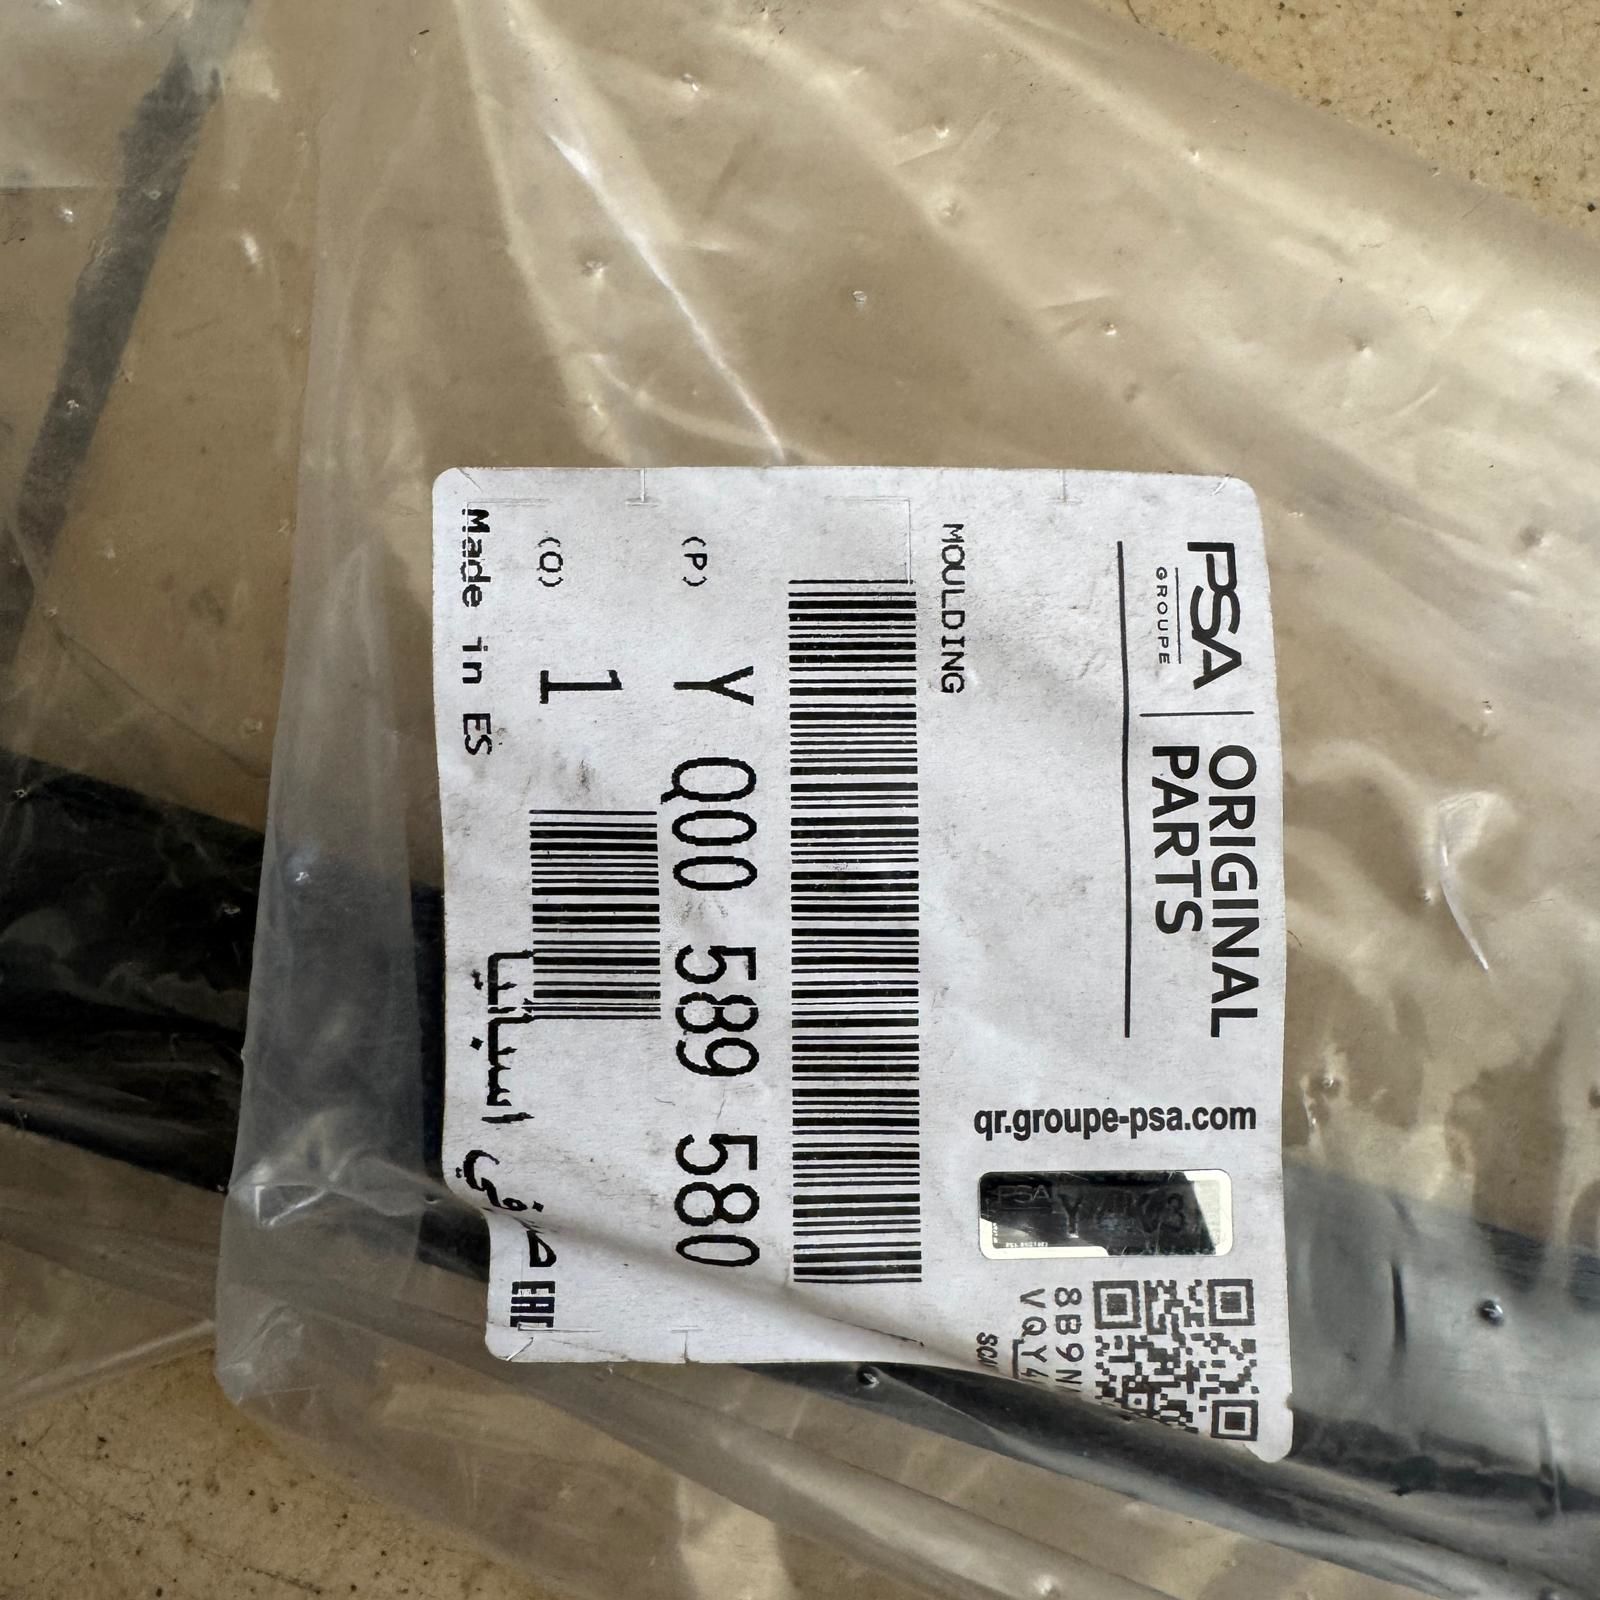 PSA
GROUPE
ORIGINAL
PARTS
qr.groupe-psa.com
PSA
MOULDING
(P) Y Q00 589 580
(Q) 1
Made in ES
صنع في اسبانيا
EAC